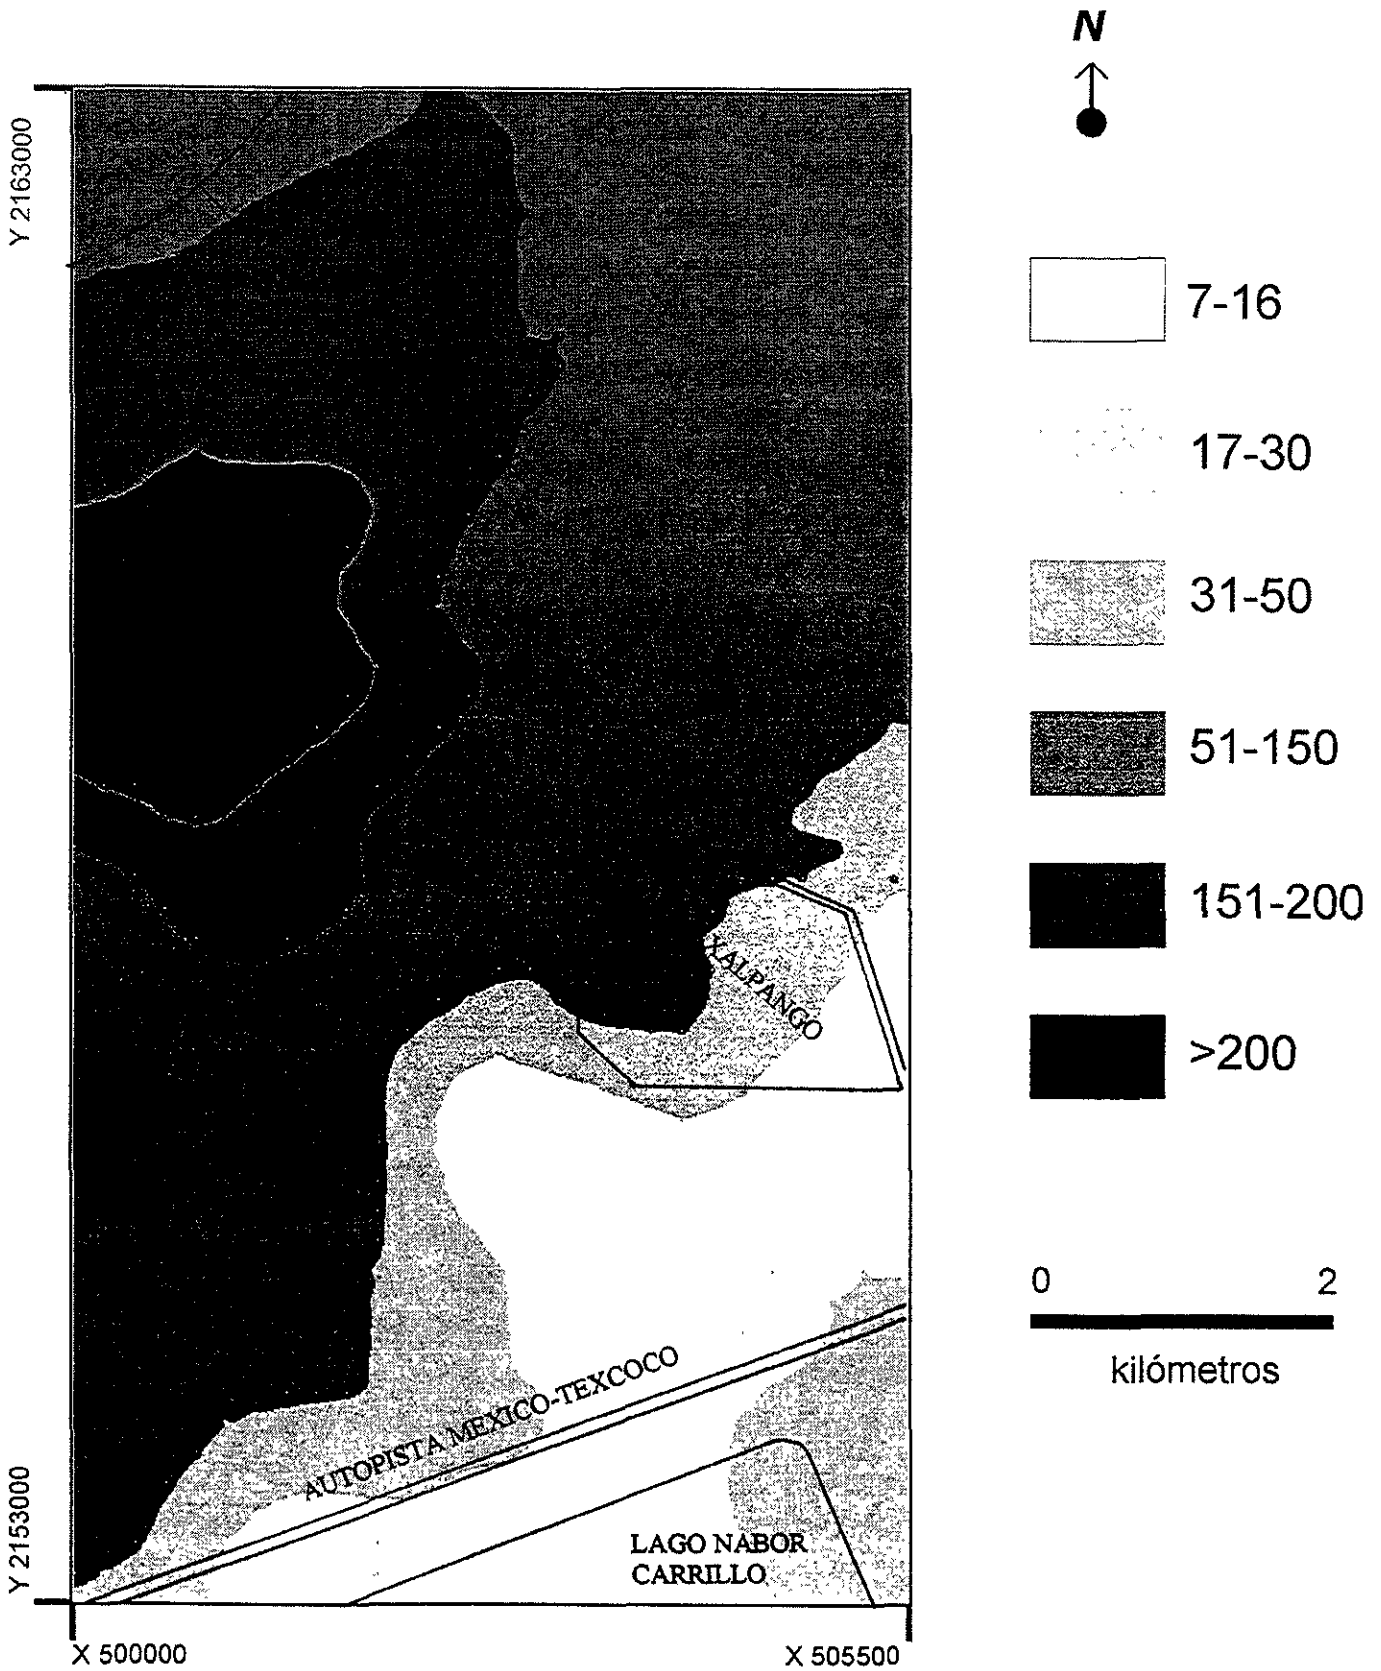 N
Y 2163000
7-16
17-30
31-50
51-150
151-200
>200
XALPANGO
0 2
kilómetros
AUTOPISTA MEXICO-TEXCOCO
LAGO NABOR
CARRILLO
Y 2153000
X 500000
X 505500